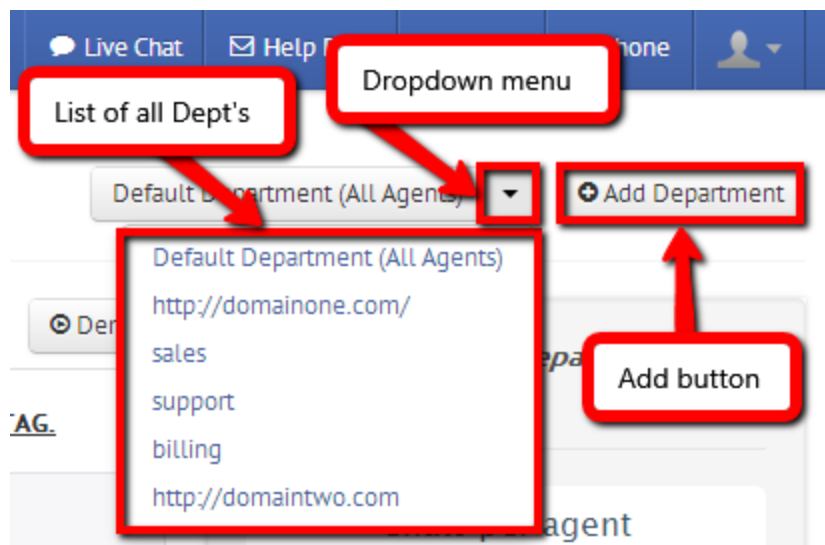 Live Chat
Help
hone
Dropdown menu
List of all Dept's
Default Department (All Agents)
Add Department
Default Department (All Agents)
http://domainone.com/
sales
support
billing
http://domaintwo.com
Add button
AG.
agent